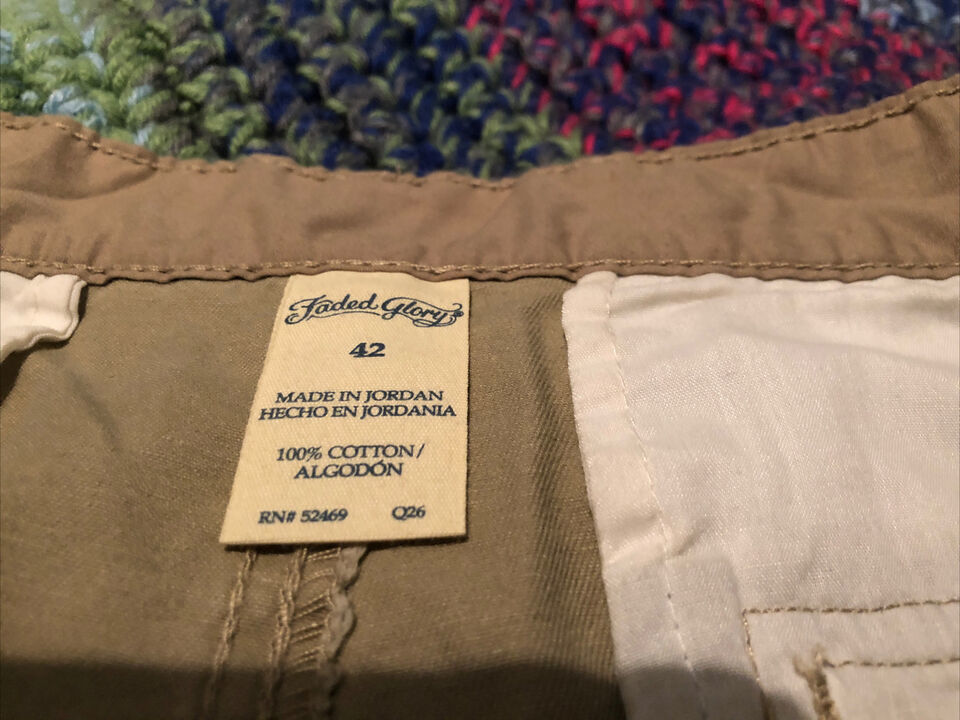 Faded Glory®
42
MADE IN JORDAN
HECHO EN JORDANIA
100% COTTON/
ALGODÓN
RN# 52469 Q26